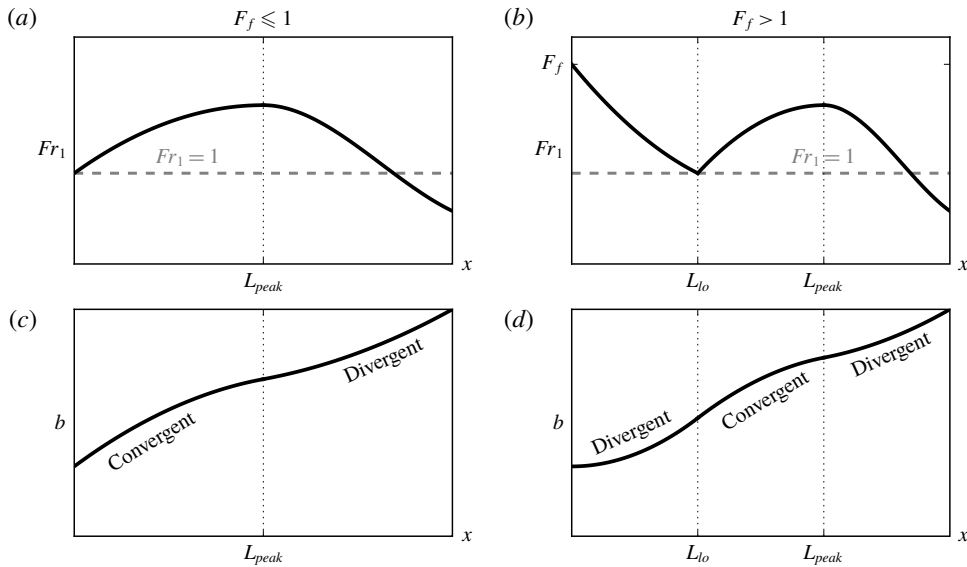 (a) F_f ⩽ 1
(b) F_f > 1
Fr_1
Fr_1 = 1
L_peak
x
F_f
Fr_1
Fr_1 = 1
L_lo
L_peak
x
(c)
b
Convergent
Divergent
L_peak
x
(d)
b
Divergent
Convergent
Divergent
L_lo
L_peak
x